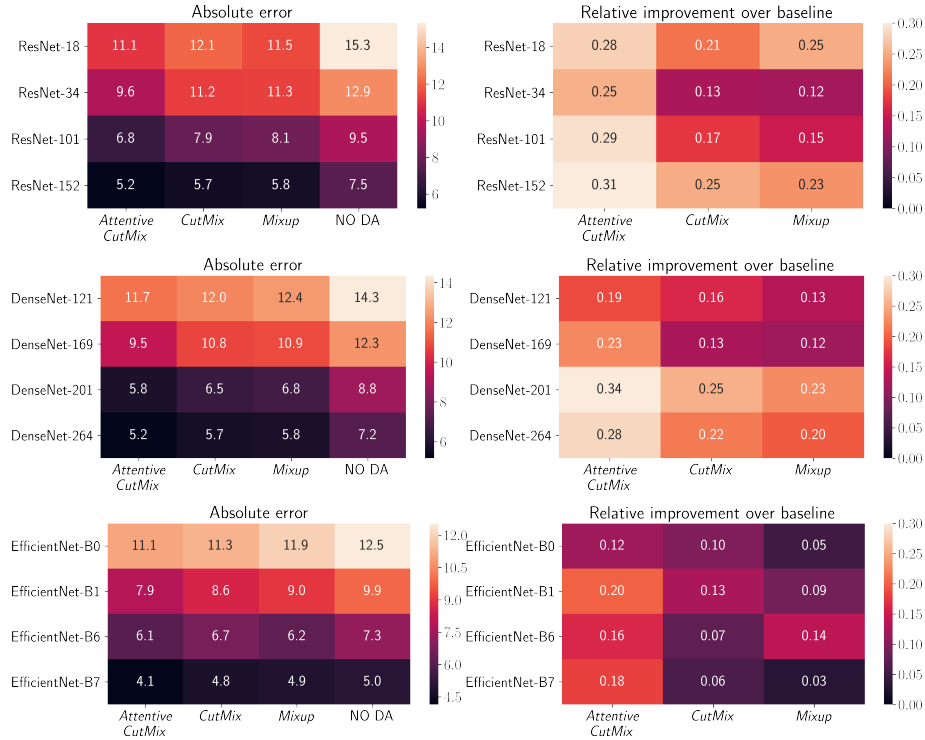 Absolute error
ResNet-18 11.1 12.1 11.5 15.3
ResNet-34 9.6 11.2 11.3 12.9
ResNet-101 6.8 7.9 8.1 9.5
ResNet-152 5.2 5.7 5.8 7.5
Attentive CutMix Mixup NO DA
CutMix
14
12
10
8
6
Relative improvement over baseline
ResNet-18 0.28 0.21 0.25
ResNet-34 0.25 0.13 0.12
ResNet-101 0.29 0.17 0.15
ResNet-152 0.31 0.25 0.23
Attentive CutMix Mixup
CutMix
0.30
0.25
0.20
0.15
0.10
0.05
0.00
Absolute error
DenseNet-121 11.7 12.0 12.4 14.3
DenseNet-169 9.5 10.8 10.9 12.3
DenseNet-201 5.8 6.5 6.8 8.8
DenseNet-264 5.2 5.7 5.8 7.2
Attentive CutMix Mixup NO DA
CutMix
14
12
10
8
6
Relative improvement over baseline
DenseNet-121 0.19 0.16 0.13
DenseNet-169 0.23 0.13 0.12
DenseNet-201 0.34 0.25 0.23
DenseNet-264 0.28 0.22 0.20
Attentive CutMix Mixup
CutMix
0.30
0.25
0.20
0.15
0.10
0.05
0.00
Absolute error
EfficientNet-B0 11.1 11.3 11.9 12.5
EfficientNet-B1 7.9 8.6 9.0 9.9
EfficientNet-B6 6.1 6.7 6.2 7.3
EfficientNet-B7 4.1 4.8 4.9 5.0
Attentive CutMix Mixup NO DA
CutMix
12.0
10.5
9.0
7.5
6.0
4.5
Relative improvement over baseline
EfficientNet-B0 0.12 0.10 0.05
EfficientNet-B1 0.20 0.13 0.09
EfficientNet-B6 0.16 0.07 0.14
EfficientNet-B7 0.18 0.06 0.03
Attentive CutMix Mixup
CutMix
0.30
0.25
0.20
0.15
0.10
0.05
0.00